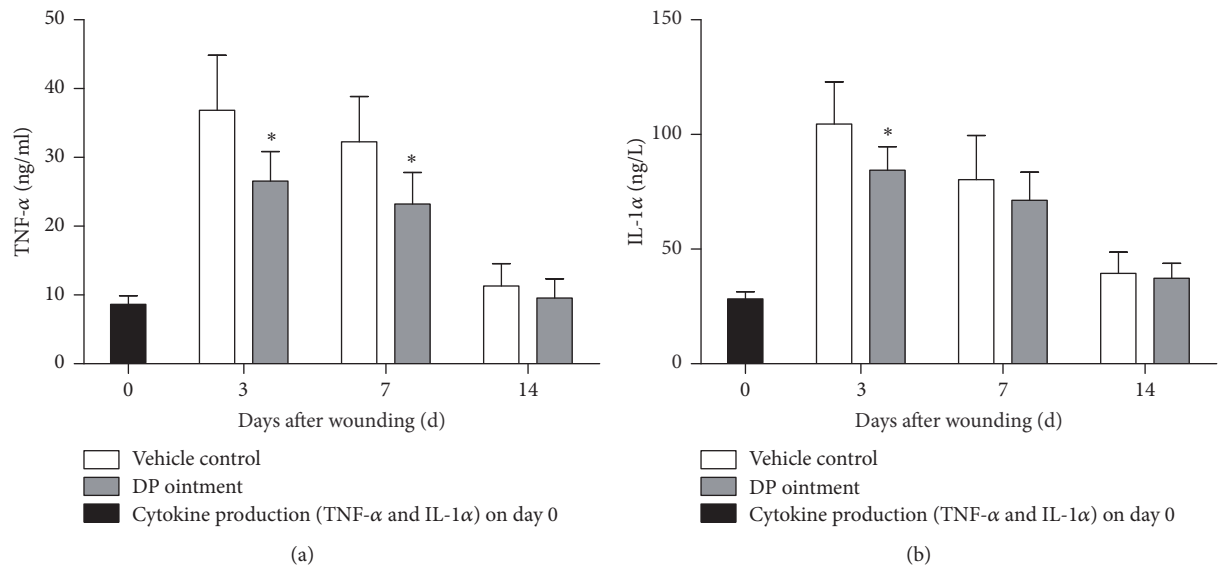 50
40
30
20
10
0
TNF-α (ng/ml)
*
*
0 3 7 14
Days after wounding (d)
Vehicle control
DP ointment
Cytokine production (TNF-α and IL-1α) on day 0
(a)
150
100
50
0
IL-1α (ng/L)
*
0 3 7 14
Days after wounding (d)
Vehicle control
DP ointment
Cytokine production (TNF-α and IL-1α) on day 0
(b)